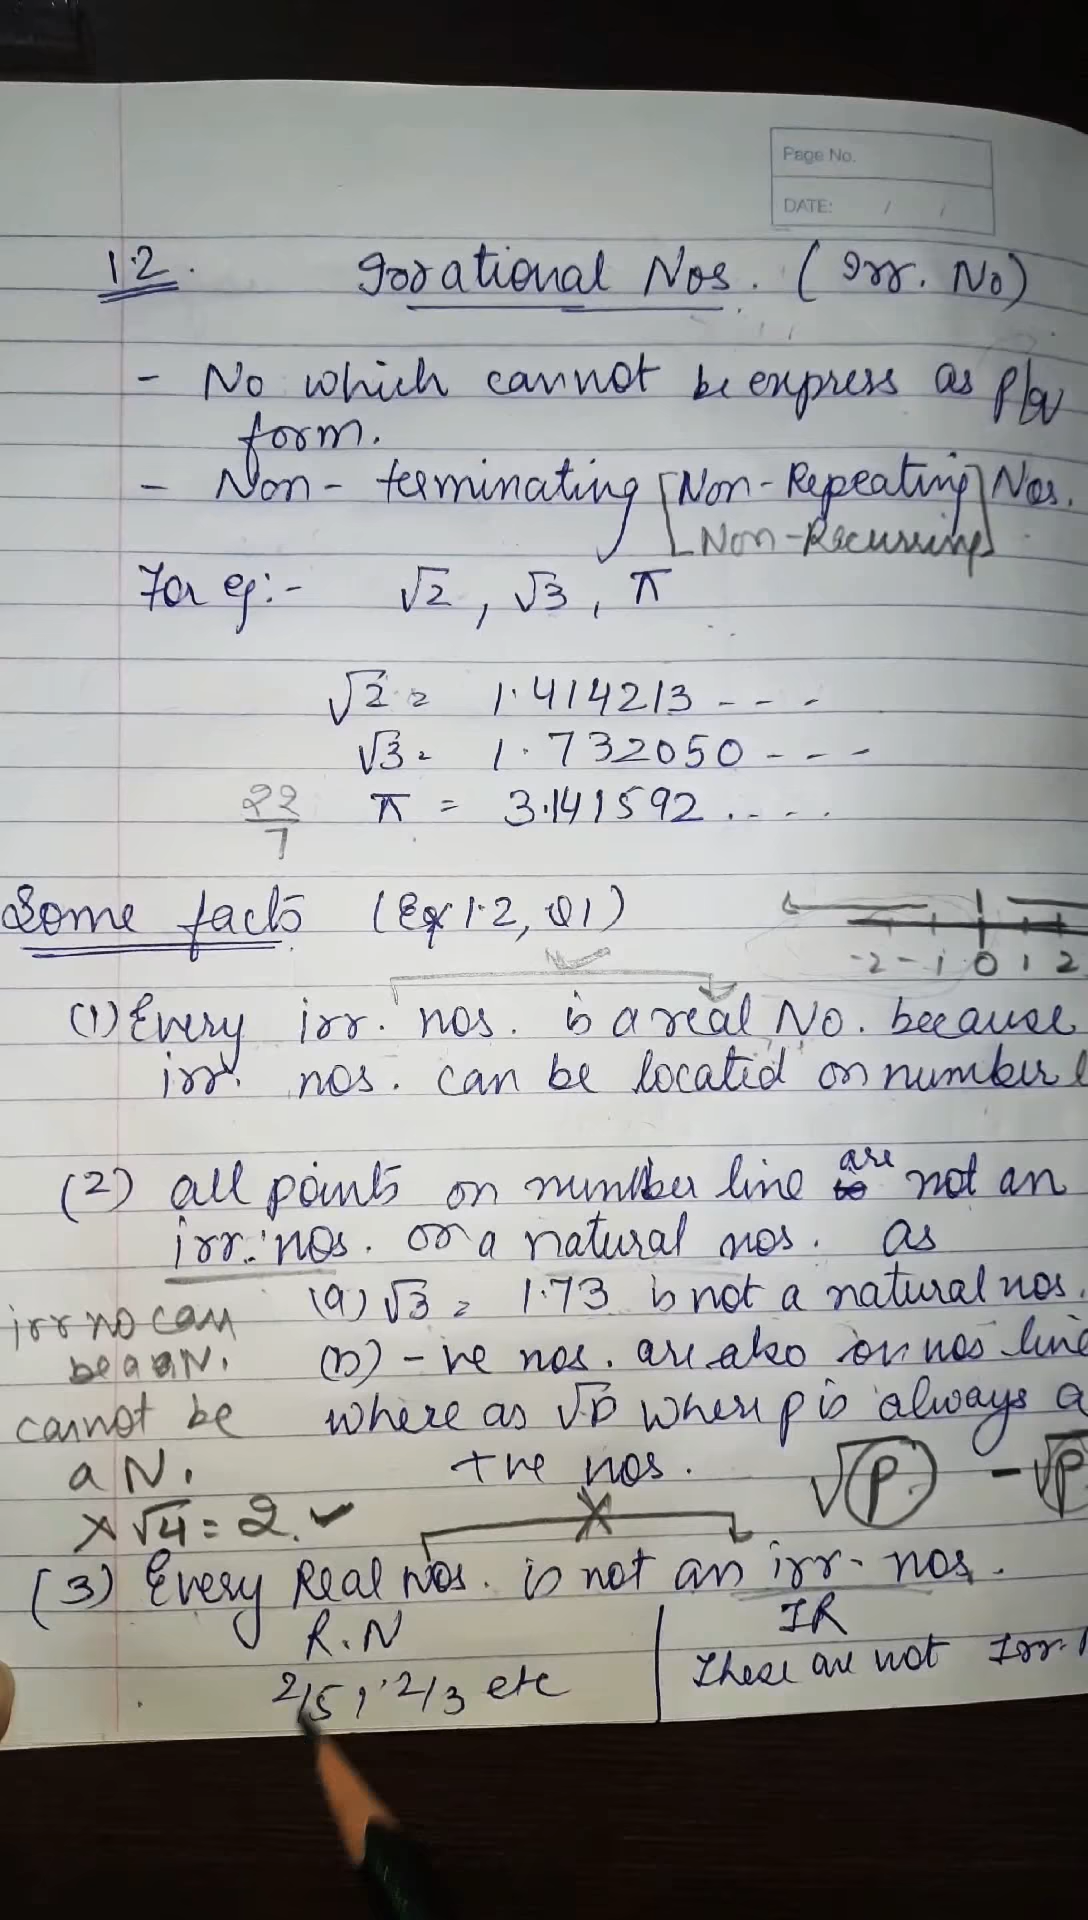 Page No.
DATE: / /
1.2. Irrational Nos. (Irr. No)
- No which cannot be express as p/q
form.
- Non-terminating [Non-Repeating] Nos.
[Non-Recurring]
For eg:- √2, √3, π
√2 = 1.414213 - - -
√3 = 1.732050 - - -
22/7 π = 3.141592 . - - .
Some facts (Ex 1.2, Q1)
-2 -1 0 1 2
(1) Every irr. nos. is a real No. because
irr. nos. can be located on number
(2) all points on number line are not an
irr. nos. or a natural nos. as
(a) √3 = 1.73 is not a natural nos.
irr no can
be a N.
(b) -ve nos. are also on nos line
cannot be
where as √p where p is always a
a N.
+ve nos. √p. -√p
× √4 = 2. ✓
(3) Every Real Nos. is not an irr- nos.
R.N IR
2/5, 2/3 etc These are not Irr-